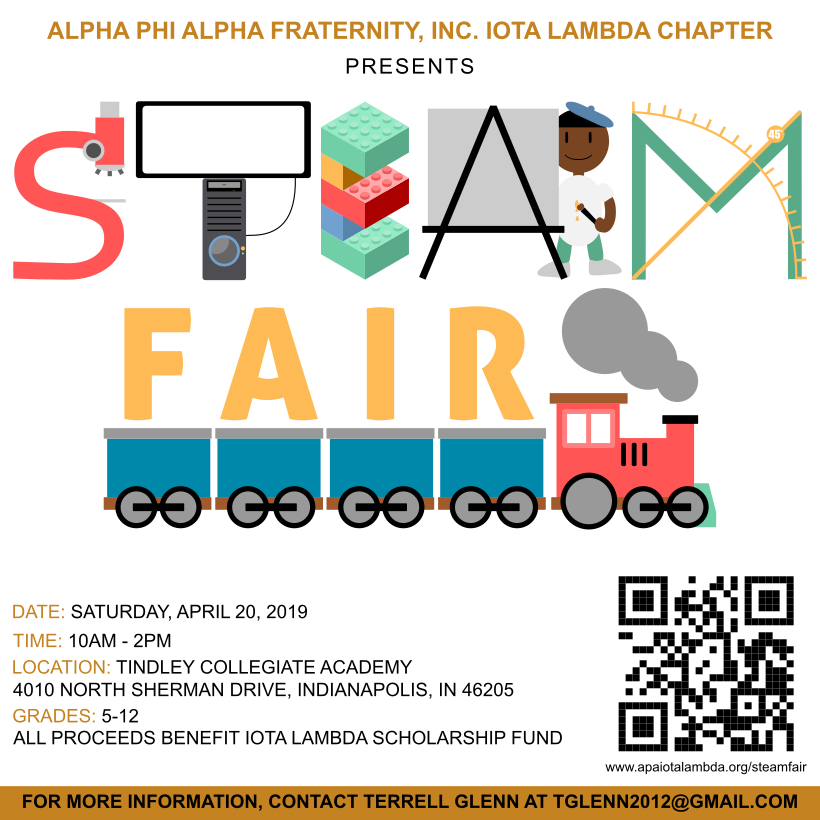 ALPHA PHI ALPHA FRATERNITY, INC. IOTA LAMBDA CHAPTER
PRESENTS
STEAM
45°
FAIR
DATE: SATURDAY, APRIL 20, 2019
TIME: 10AM - 2PM
LOCATION: TINDLEY COLLEGIATE ACADEMY
4010 NORTH SHERMAN DRIVE, INDIANAPOLIS, IN 46205
GRADES: 5-12
ALL PROCEEDS BENEFIT IOTA LAMBDA SCHOLARSHIP FUND
www.apaiotalambda.org/steamfair
FOR MORE INFORMATION, CONTACT TERRELL GLENN AT TGLENN2012@GMAIL.COM